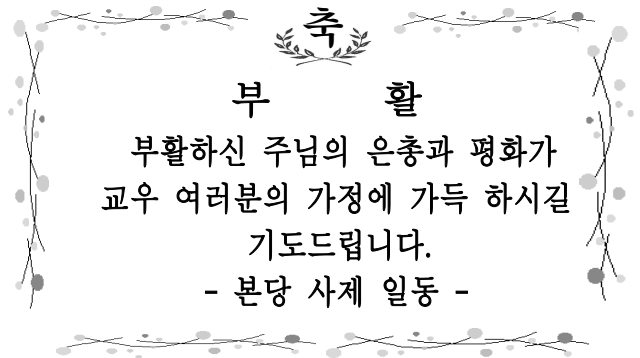 축
부 활
부활하신 주님의 은총과 평화가
교우 여러분의 가정에 가득 하시길
기도드립니다.
- 본당 사제 일동 -